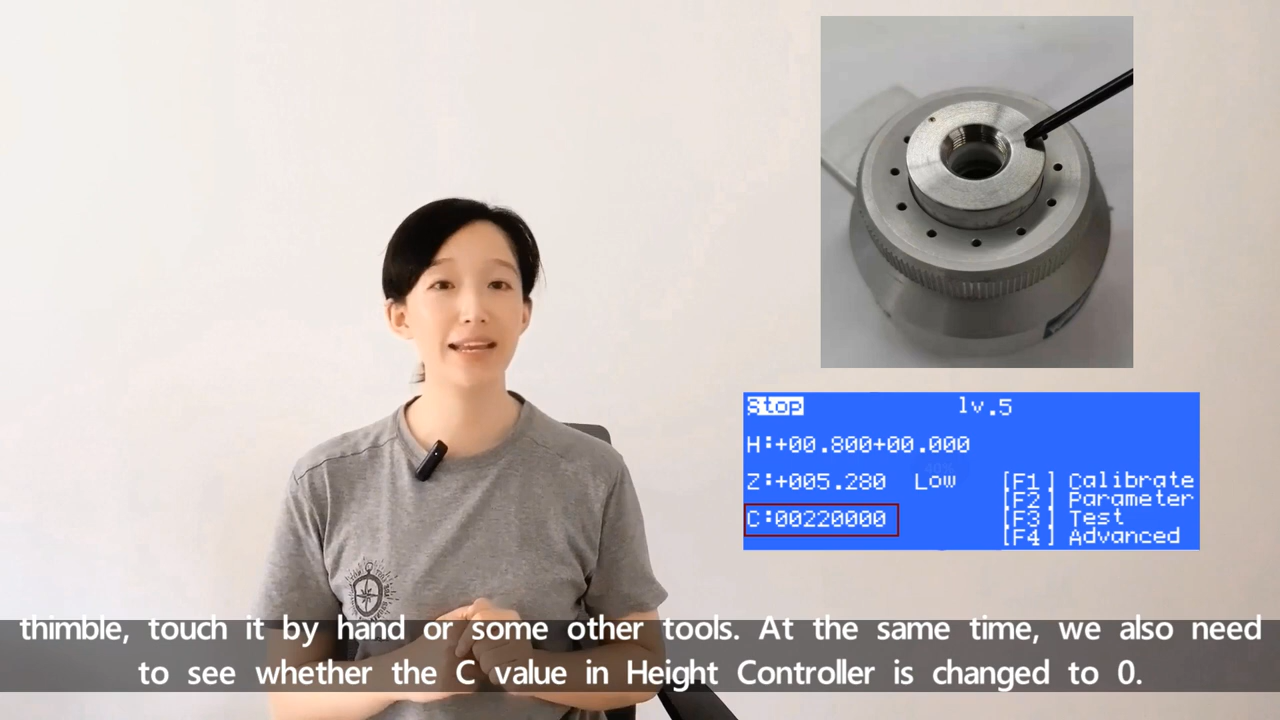 Stop lv.5
H:+00.800+00.000
Z:+005.280 Low [F1] Calibrate
[F2] Parameter
C:00220000 [F3] Test
[F4] Advanced
thimble, touch it by hand or some other tools. At the same time, we also need
to see whether the C value in Height Controller is changed to 0.